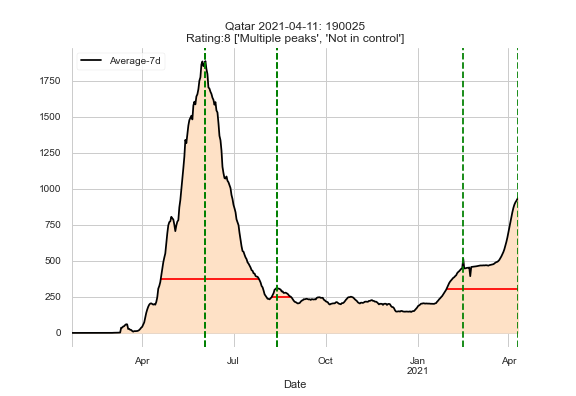 Qatar 2021-04-11: 190025
Rating:8 ['Multiple peaks', 'Not in control']
Average-7d
1750
1500
1250
1000
750
500
250
0
Apr
Jul
Oct
Jan
2021
Apr
Date